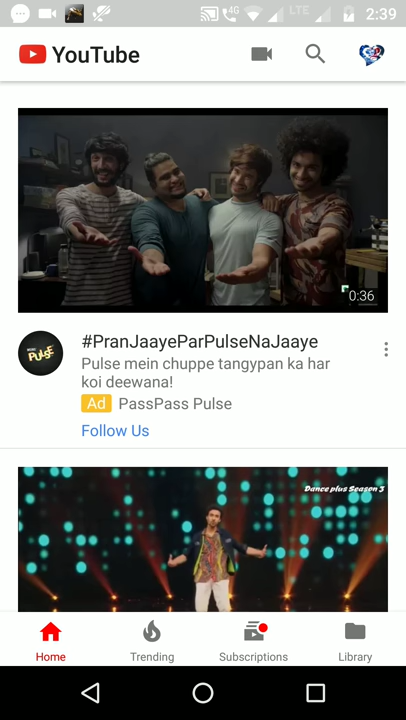 4G
LTE
2:39
YouTube
0:36
PULSE
#PranJaayeParPulseNaJaaye
Pulse mein chuppe tangypan ka har
koi deewana!
Ad PassPass Pulse
Follow Us
Dance plus Season 3
Home
Trending
Subscriptions
Library